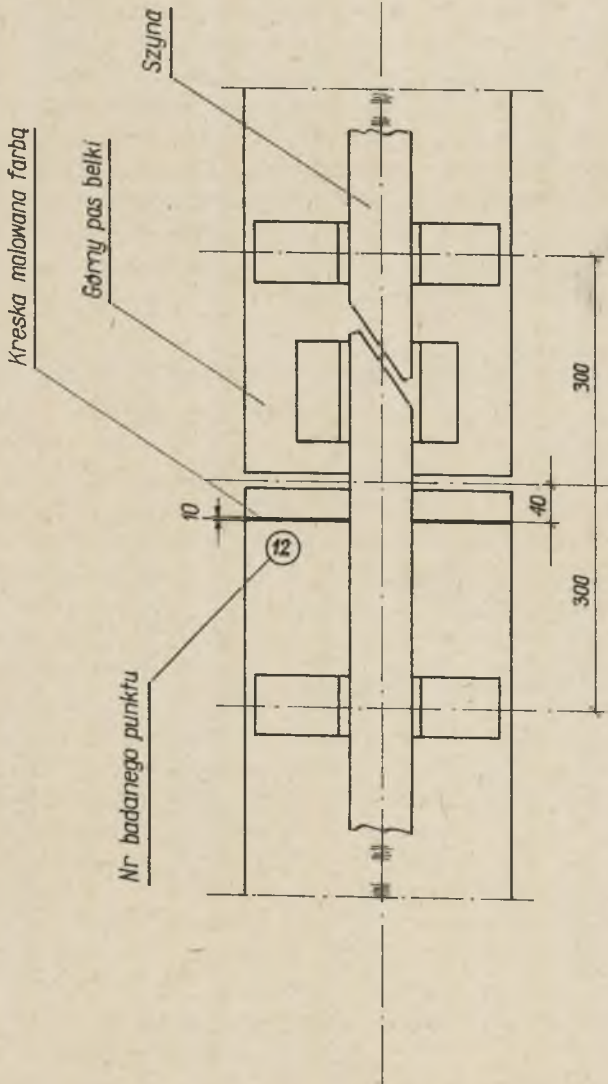 Kreska malowana farbą
Górny pas belki
Szyna
Nr badanego punktu
12
10
40
300
300